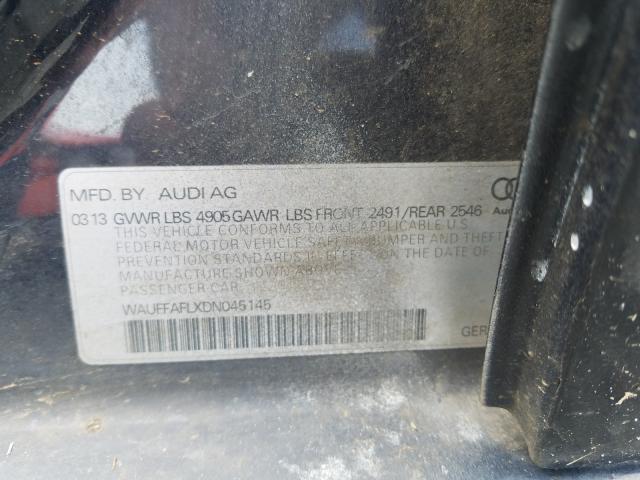 MFD. BY AUDI AG
0313 GVWR LBS 4905 GAWR LBS FRONT 2491/REAR 2546
Aud
THIS VEHICLE CONFORMS TO ALL APPLICABLE U.S.
FEDERAL MOTOR VEHICLE SAFETY, BUMPER AND THEFT
PREVENTION STANDARDS IN EFFECT ON THE DATE OF
MANUFACTURE SHOWN ABOVE.
PASSENGER CAR
WAUFFAFLXDN045145
GER